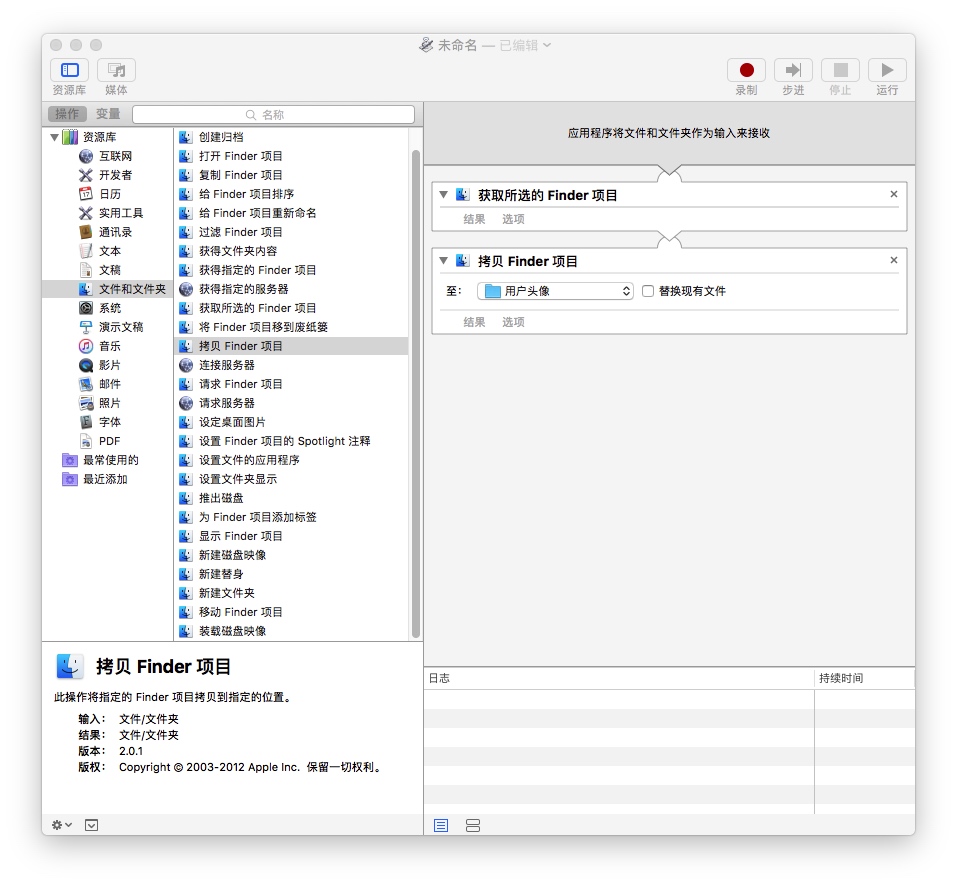 未命名 — 已编辑
资源库
媒体
录制
步进
停止
运行
操作
变量
名称
资源库
互联网
开发者
日历
实用工具
通讯录
文本
文稿
文件和文件夹
系统
演示文稿
音乐
影片
邮件
照片
字体
PDF
最常使用的
最近添加
创建归档
打开 Finder 项目
复制 Finder 项目
给 Finder 项目排序
给 Finder 项目重新命名
过滤 Finder 项目
获得文件夹内容
获得指定的 Finder 项目
获得指定的服务器
获取所选的 Finder 项目
将 Finder 项目移到废纸篓
拷贝 Finder 项目
连接服务器
请求 Finder 项目
请求服务器
设定桌面图片
设置 Finder 项目的 Spotlight 注释
设置文件的应用程序
设置文件夹显示
推出磁盘
为 Finder 项目添加标签
显示 Finder 项目
新建磁盘映像
新建替身
新建文件夹
移动 Finder 项目
装载磁盘映像
拷贝 Finder 项目
此操作将指定的 Finder 项目拷贝到指定的位置。
输入： 文件/文件夹
结果： 文件/文件夹
版本： 2.0.1
版权： Copyright © 2003-2012 Apple Inc. 保留一切权利。
应用程序将文件和文件夹作为输入来接收
获取所选的 Finder 项目
结果 选项
拷贝 Finder 项目
至： 用户头像 替换现有文件
结果 选项
日志 持续时间